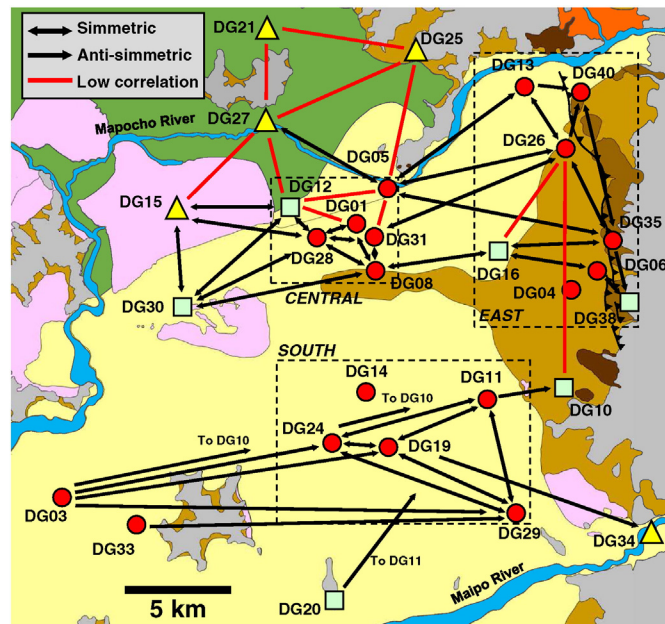 Simmetric
Anti-simmetric
Low correlation
DG21
DG25
DG13
DG40
Mapocho River
DG27
DG05
DG26
DG12
DG15
DG01
DG35
DG31
DG28
DG16
DG06
DG08
DG30
CENTRAL
DG04
EAST
DG38
SOUTH
DG14
DG11
To DG10
DG10
To DG10
DG24
DG19
DG03
DG33
DG29
DG34
To DG11
Maipo River
5 km
DG20